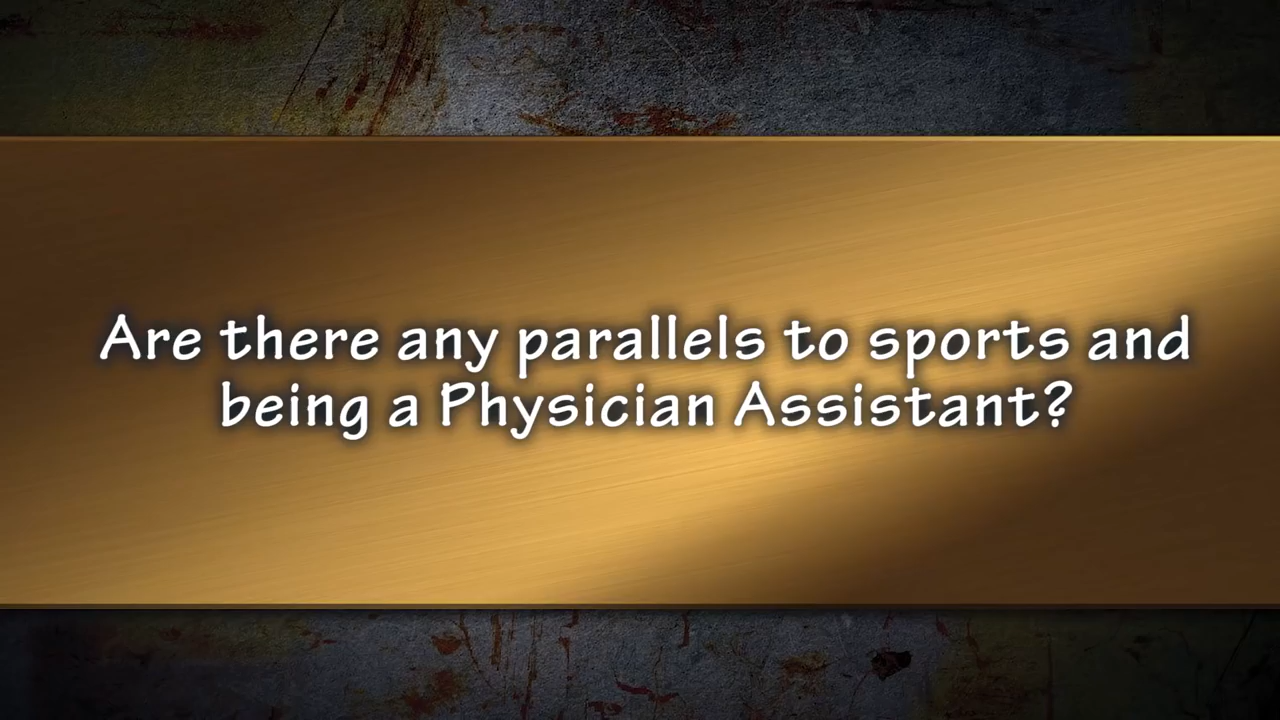 Are there any parallels to sports and
being a Physician Assistant?